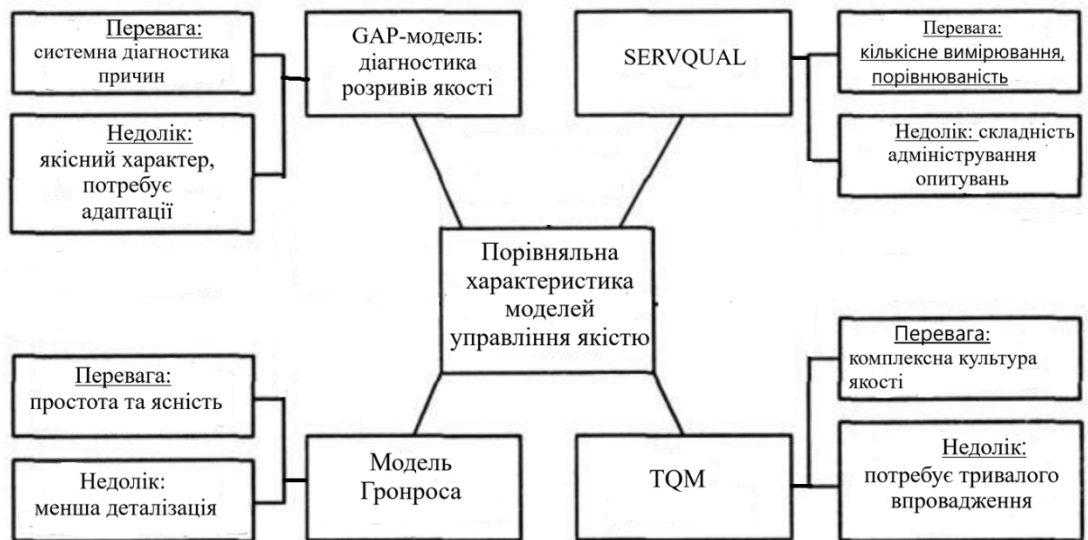 Перевага:
системна діагностика
причин
GAP-модель:
діагностика
розривів якості
Недолік:
якісний характер,
потребує
адаптації
SERVQUAL
Перевага:
кількісне вимірювання,
порівнюваність
Недолік: складність
адміністрування
опитувань
Порівняльна
характеристика
моделей
управління якістю
Перевага:
простота та ясність
Недолік:
менша деталізація
Модель
Гронроса
TQM
Перевага:
комплексна культура
якості
Недолік:
потребує тривалого
впровадження